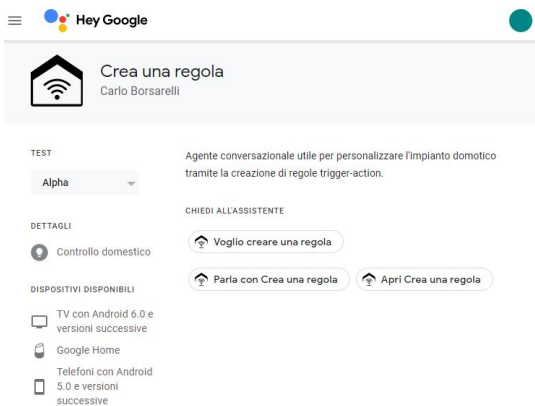 Hey Google
Crea una regola
Carlo Borsarelli
TEST
Alpha
DETTAGLI
Controllo domestico
DISPOSITIVI DISPONIBILI
TV con Android 6.0 e
versioni successive
Google Home
Telefoni con Android
5.0 e versioni
successive
Agente conversazionale utile per personalizzare l'impianto domotico
tramite la creazione di regole trigger-action.
CHIEDI ALL'ASSISTENTE
Voglio creare una regola
Parla con Crea una regola
Apri Crea una regola